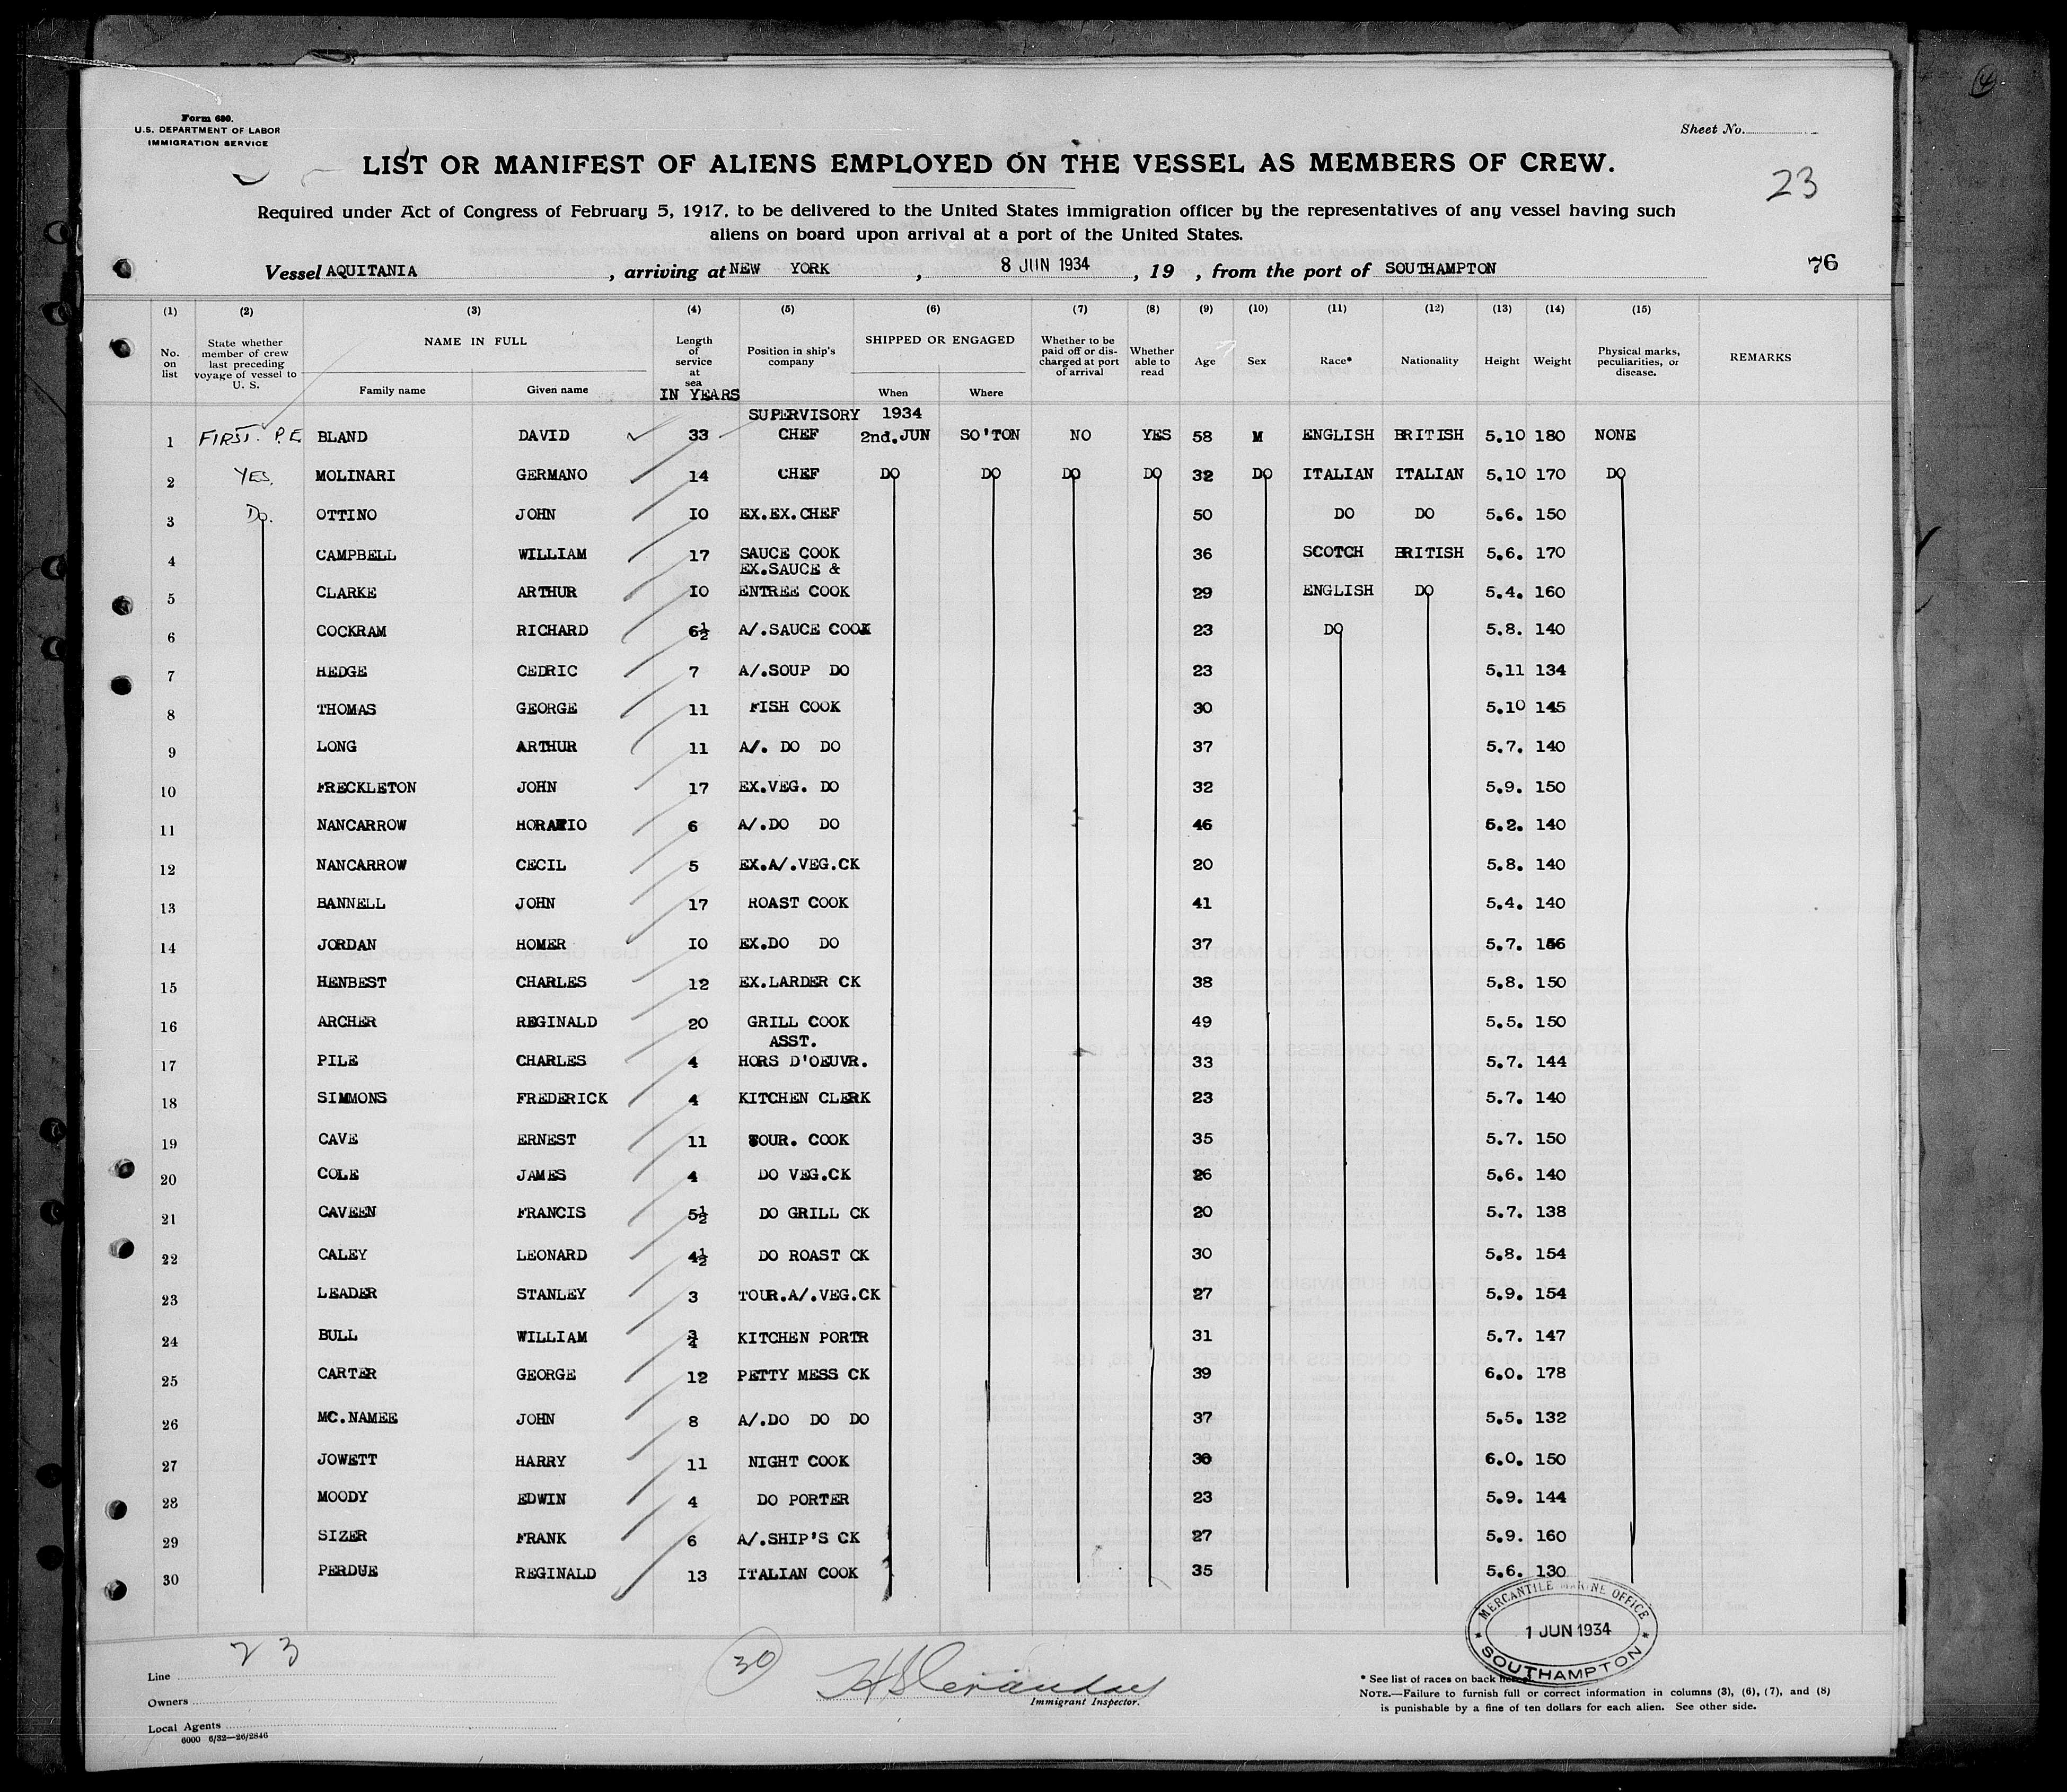 Form 680.
U.S. DEPARTMENT OF LABOR
IMMIGRATION SERVICE
Sheet No.
LIST OR MANIFEST OF ALIENS EMPLOYED ON THE VESSEL AS MEMBERS OF CREW.
23
Required under Act of Congress of February 5, 1917, to be delivered to the United States immigration officer by the representatives of any vessel having such
aliens on board upon arrival at a port of the United States.
Vessel AQUITANIA, arriving at NEW YORK, 8 JUN 1934, 19 , from the port of SOUTHAMPTON 76
(1) (2) (3) (4) (5) (6) (7) (8) (9) (10) (11) (12) (13) (14) (15)
No. on list
State whether member of crew last preceding voyage of vessel to U. S.
NAME IN FULL
Family name Given name
Length of service at sea
IN YEARS
Position in ship's company
SHIPPED OR ENGAGED
When Where
Whether to be paid off or discharged at port of arrival
Whether able to read
Age
Sex
Race*
Nationality
Height
Weight
Physical marks, peculiarities, or disease.
REMARKS
SUPERVISORY 1934
1 FIRST. P.E BLAND DAVID 33 CHEF 2nd.JUN SO'TON NO YES 58 M ENGLISH BRITISH 5.10 180 NONE
2 YES. MOLINARI GERMANO 14 CHEF DO DO DO DO 32 DO ITALIAN ITALIAN 5.10 170 DO
3 Do. OTTINO JOHN 10 EX.EX.CHEF 50 DO DO 5.6. 150
4 CAMPBELL WILLIAM 17 SAUCE COOK 36 SCOTCH BRITISH 5.6. 170
EX.SAUCE &
5 CLARKE ARTHUR 10 ENTREE COOK 29 ENGLISH DO 5.4. 160
6 COCKRAM RICHARD 6½ A/.SAUCE COOK 23 DO 5.8. 140
7 HEDGE CEDRIC 7 A/.SOUP DO 23 5.11 134
8 THOMAS GEORGE 11 FISH COOK 30 5.10 145
9 LONG ARTHUR 11 A/. DO DO 37 5.7. 140
10 FRECKLETON JOHN 17 EX.VEG. DO 32 5.9. 150
11 NANCARROW HORATIO 6 A/.DO DO 46 5.2. 140
12 NANCARROW CECIL 5 EX.A/.VEG.CK 20 5.8. 140
13 BANNELL JOHN 17 ROAST COOK 41 5.4. 140
14 JORDAN HOMER 10 EX.DO DO 37 5.7.
15 HENBEST CHARLES 12 EX.LARDER CK 38 5.8. 150
16 ARCHER REGINALD 20 GRILL COOK 49 5.5. 150
ASST.
17 PILE CHARLES 4 HORS D'OEUVR. 33 5.7. 144
18 SIMMONS FREDERICK 4 KITCHEN CLERK 23 5.7. 140
19 CAVE ERNEST 11 TOUR. COOK 35 5.7. 150
20 COLE JAMES 4 DO VEG.CK 26 5.6. 140
21 CAVEEN FRANCIS 5½ DO GRILL CK 20 5.7. 138
22 CALEY LEONARD 4½ DO ROAST CK 30 5.8. 154
23 LEADER STANLEY 3 TOUR.A/.VEG.CK 27 5.9. 154
24 BULL WILLIAM ¾ KITCHEN PORTR 31 5.7. 147
25 CARTER GEORGE 12 PETTY MESS CK 39 6.0. 178
26 MC.NAMEE JOHN 8 A/.DO DO DO 37 5.5. 132
27 JOWETT HARRY 11 NIGHT COOK 30 6.0. 150
28 MOODY EDWIN 4 DO PORTER 23 5.9. 144
29 SIZER FRANK 6 A/.SHIP'S CK 27 5.9. 160
30 PERDUE REGINALD 13 ITALIAN COOK 35 5.6. 130
MERCANTILE MARINE OFFICE
1 JUN 1934
SOUTHAMPTON
23
30
Line
Owners
Local Agents
6000 6/32—26/2846
Immigrant Inspector.
* See list of races on back
NOTE.—Failure to furnish full or correct information in columns (3), (6), (7), and (8)
is punishable by a fine of ten dollars for each alien. See other side.